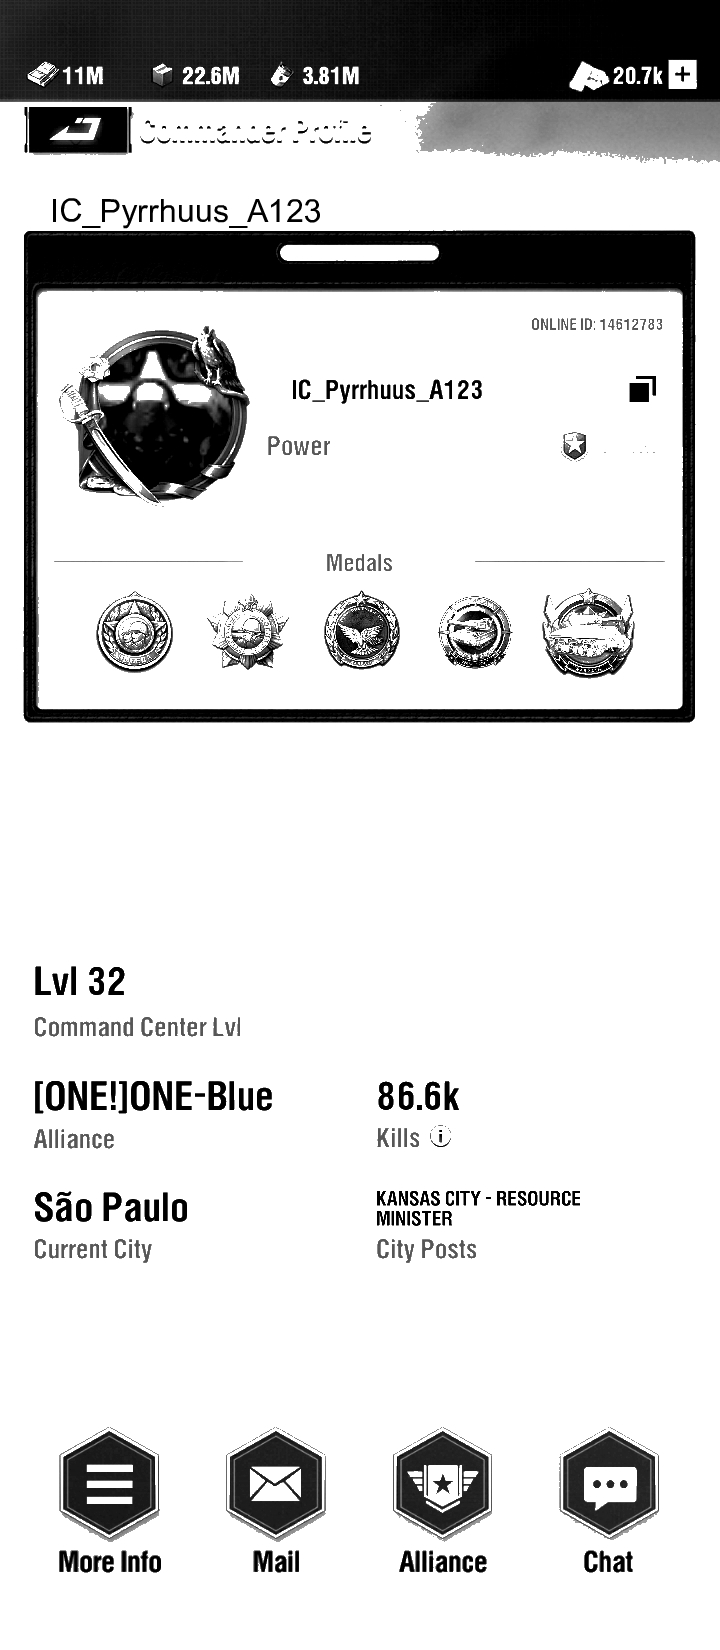 11M 22.6M 3.81M 20.7k +
Commander Profile
IC_Pyrrhuus_A123
ONLINE ID: 14612783
IC_Pyrrhuus_A123
Power
Medals
Lvl 32
Command Center Lvl
[ONE!]ONE-Blue 86.6k
Alliance Kills
São Paulo KANSAS CITY - RESOURCE
MINISTER
Current City City Posts
More Info Mail Alliance Chat